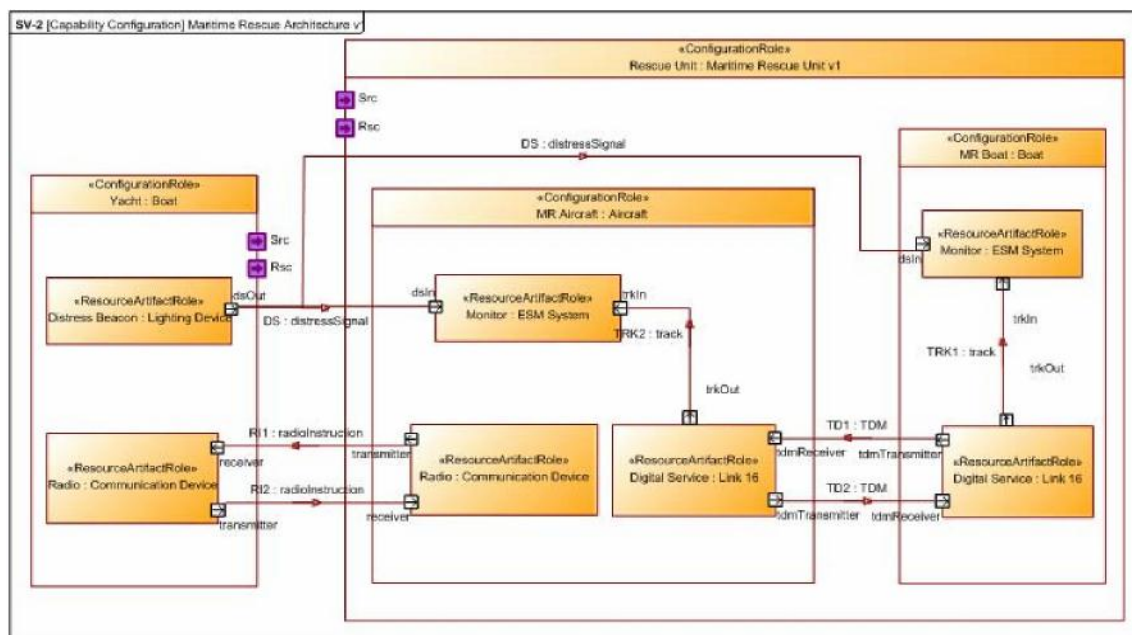 SV-2 [Capability Configuration] Maritime Rescue Architecture v1
«ConfigurationRole»
Rescue Unit : Maritime Rescue Unit v1
Src
Rsc
DS : distressSignal
«ConfigurationRole»
MR Boat : Boat
«ConfigurationRole»
Yacht : Boat
«ConfigurationRole»
MR Aircraft : Aircraft
Src
Rsc
«ResourceArtifactRole»
Monitor : ESM System
dsIn
«ResourceArtifactRole»
Distress Beacon : Lighting Device
dsOut
DS : distressSignal
dsIn
«ResourceArtifactRole»
Monitor : ESM System
trkIn
TRK2 : track
trkOut
trkIn
TRK1 : track
trkOut
«ResourceArtifactRole»
Radio : Communication Device
RI1 : radioInstruction
receiver
transmitter
RI2 : radioInstruction
transmitter
receiver
«ResourceArtifactRole»
Radio : Communication Device
«ResourceArtifactRole»
Digital Service : Link 16
TD1 : TDM
tdmReceiver
tdmTransmitter
TD2 : TDM
tdmTransmitter
tdmReceiver
«ResourceArtifactRole»
Digital Service : Link 16